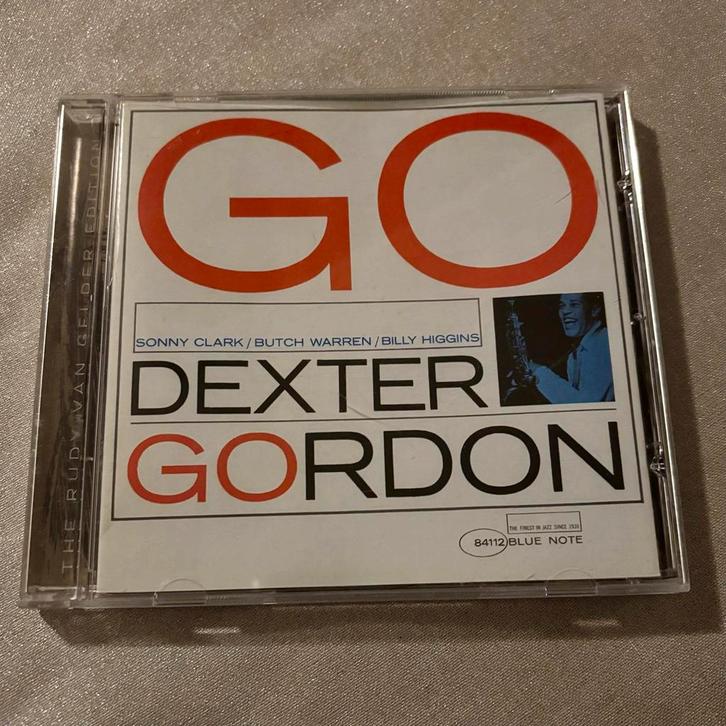 THE RUDY VAN GELDER EDITION
GO
SONNY CLARK/BUTCH WARREN/BILLY HIGGINS
DEXTER
GORDON
THE FINEST IN JAZZ SINCE 1939
84112 BLUE NOTE